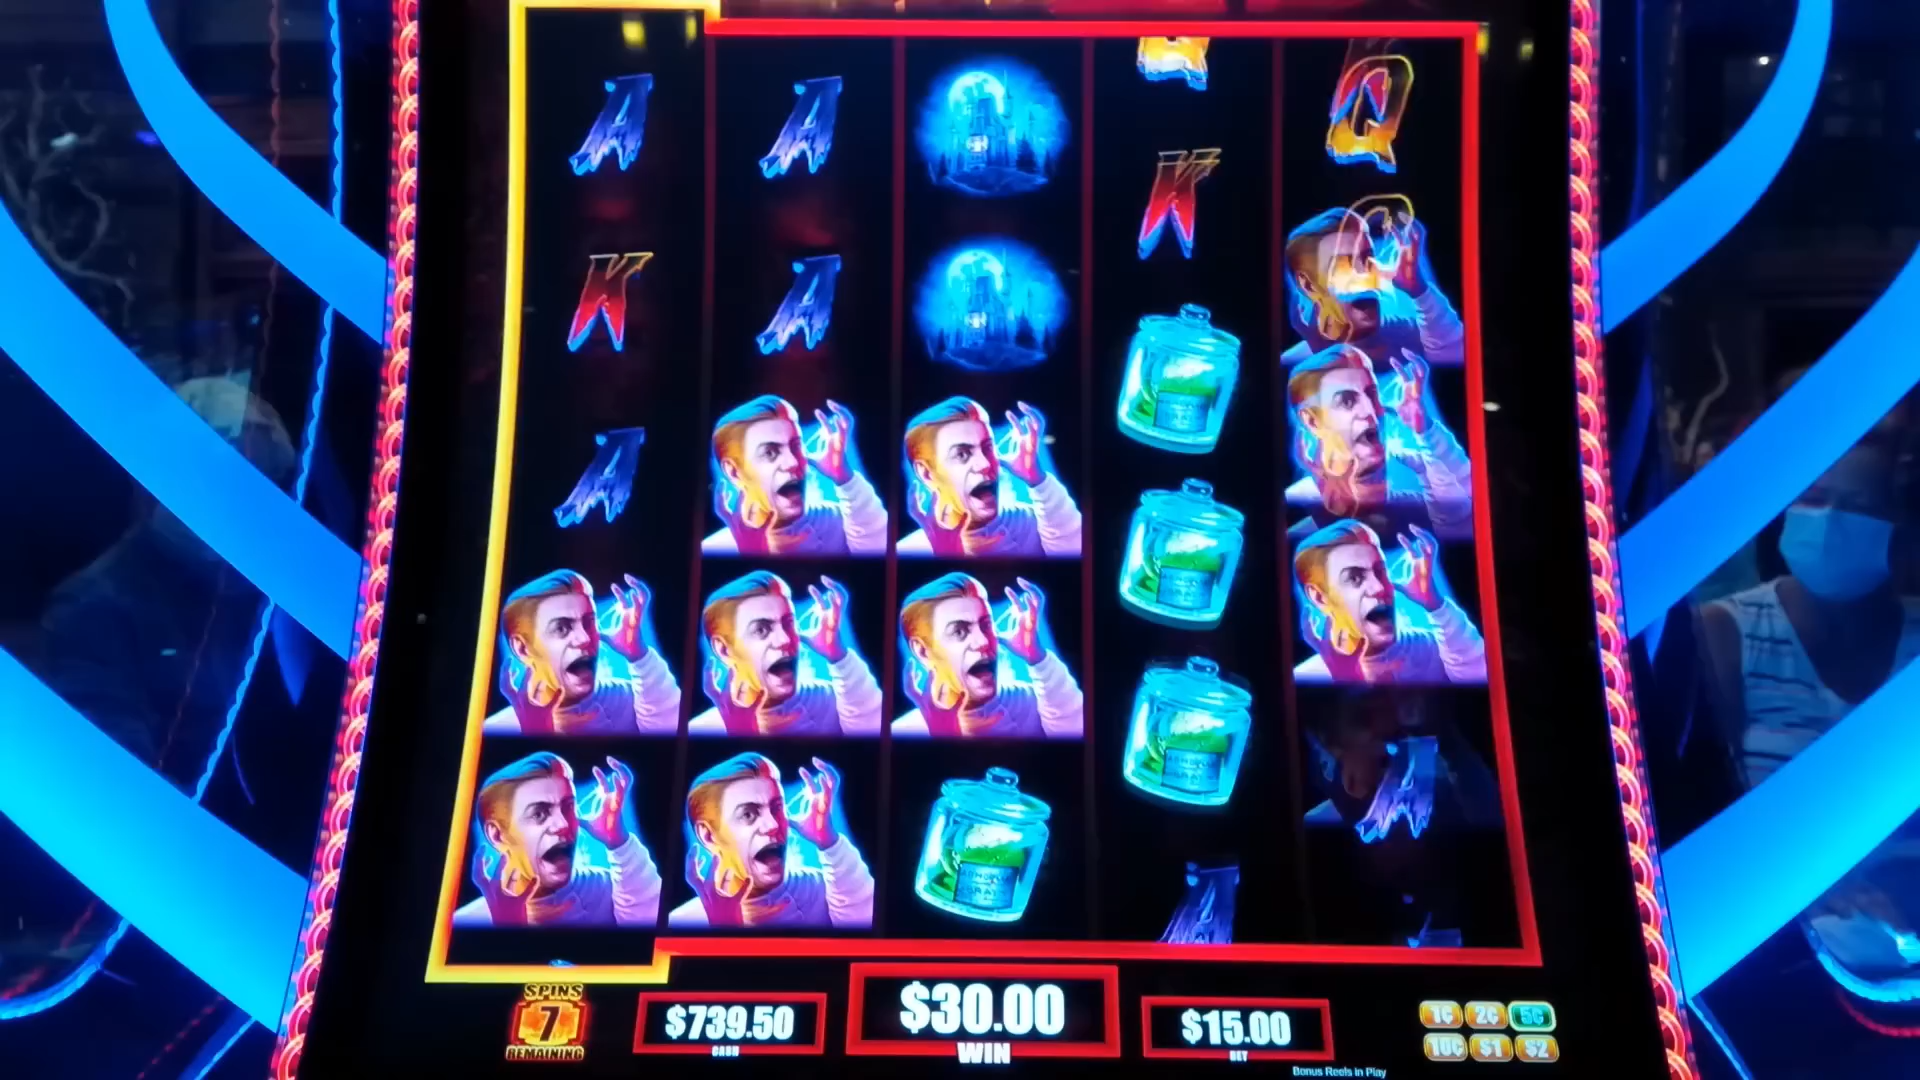 A A Q Q
K
K A Q
A
A
A
SPINS
7
REMAINING
$739.50
CASH
$30.00
WIN
$15.00
BET
1¢ 2¢ 5¢
10¢ $1 $2
Bonus Reels in Play